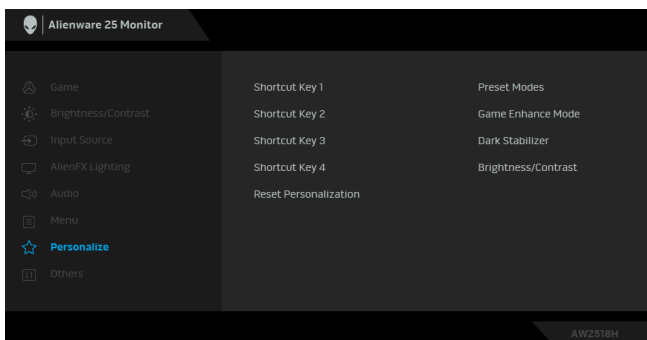 Alienware 25 Monitor
Game
Brightness/Contrast
Input Source
AlienFX Lighting
Audio
Menu
Personalize
Others
Shortcut Key 1 Preset Modes
Shortcut Key 2 Game Enhance Mode
Shortcut Key 3 Dark Stabilizer
Shortcut Key 4 Brightness/Contrast
Reset Personalization
AW2518H